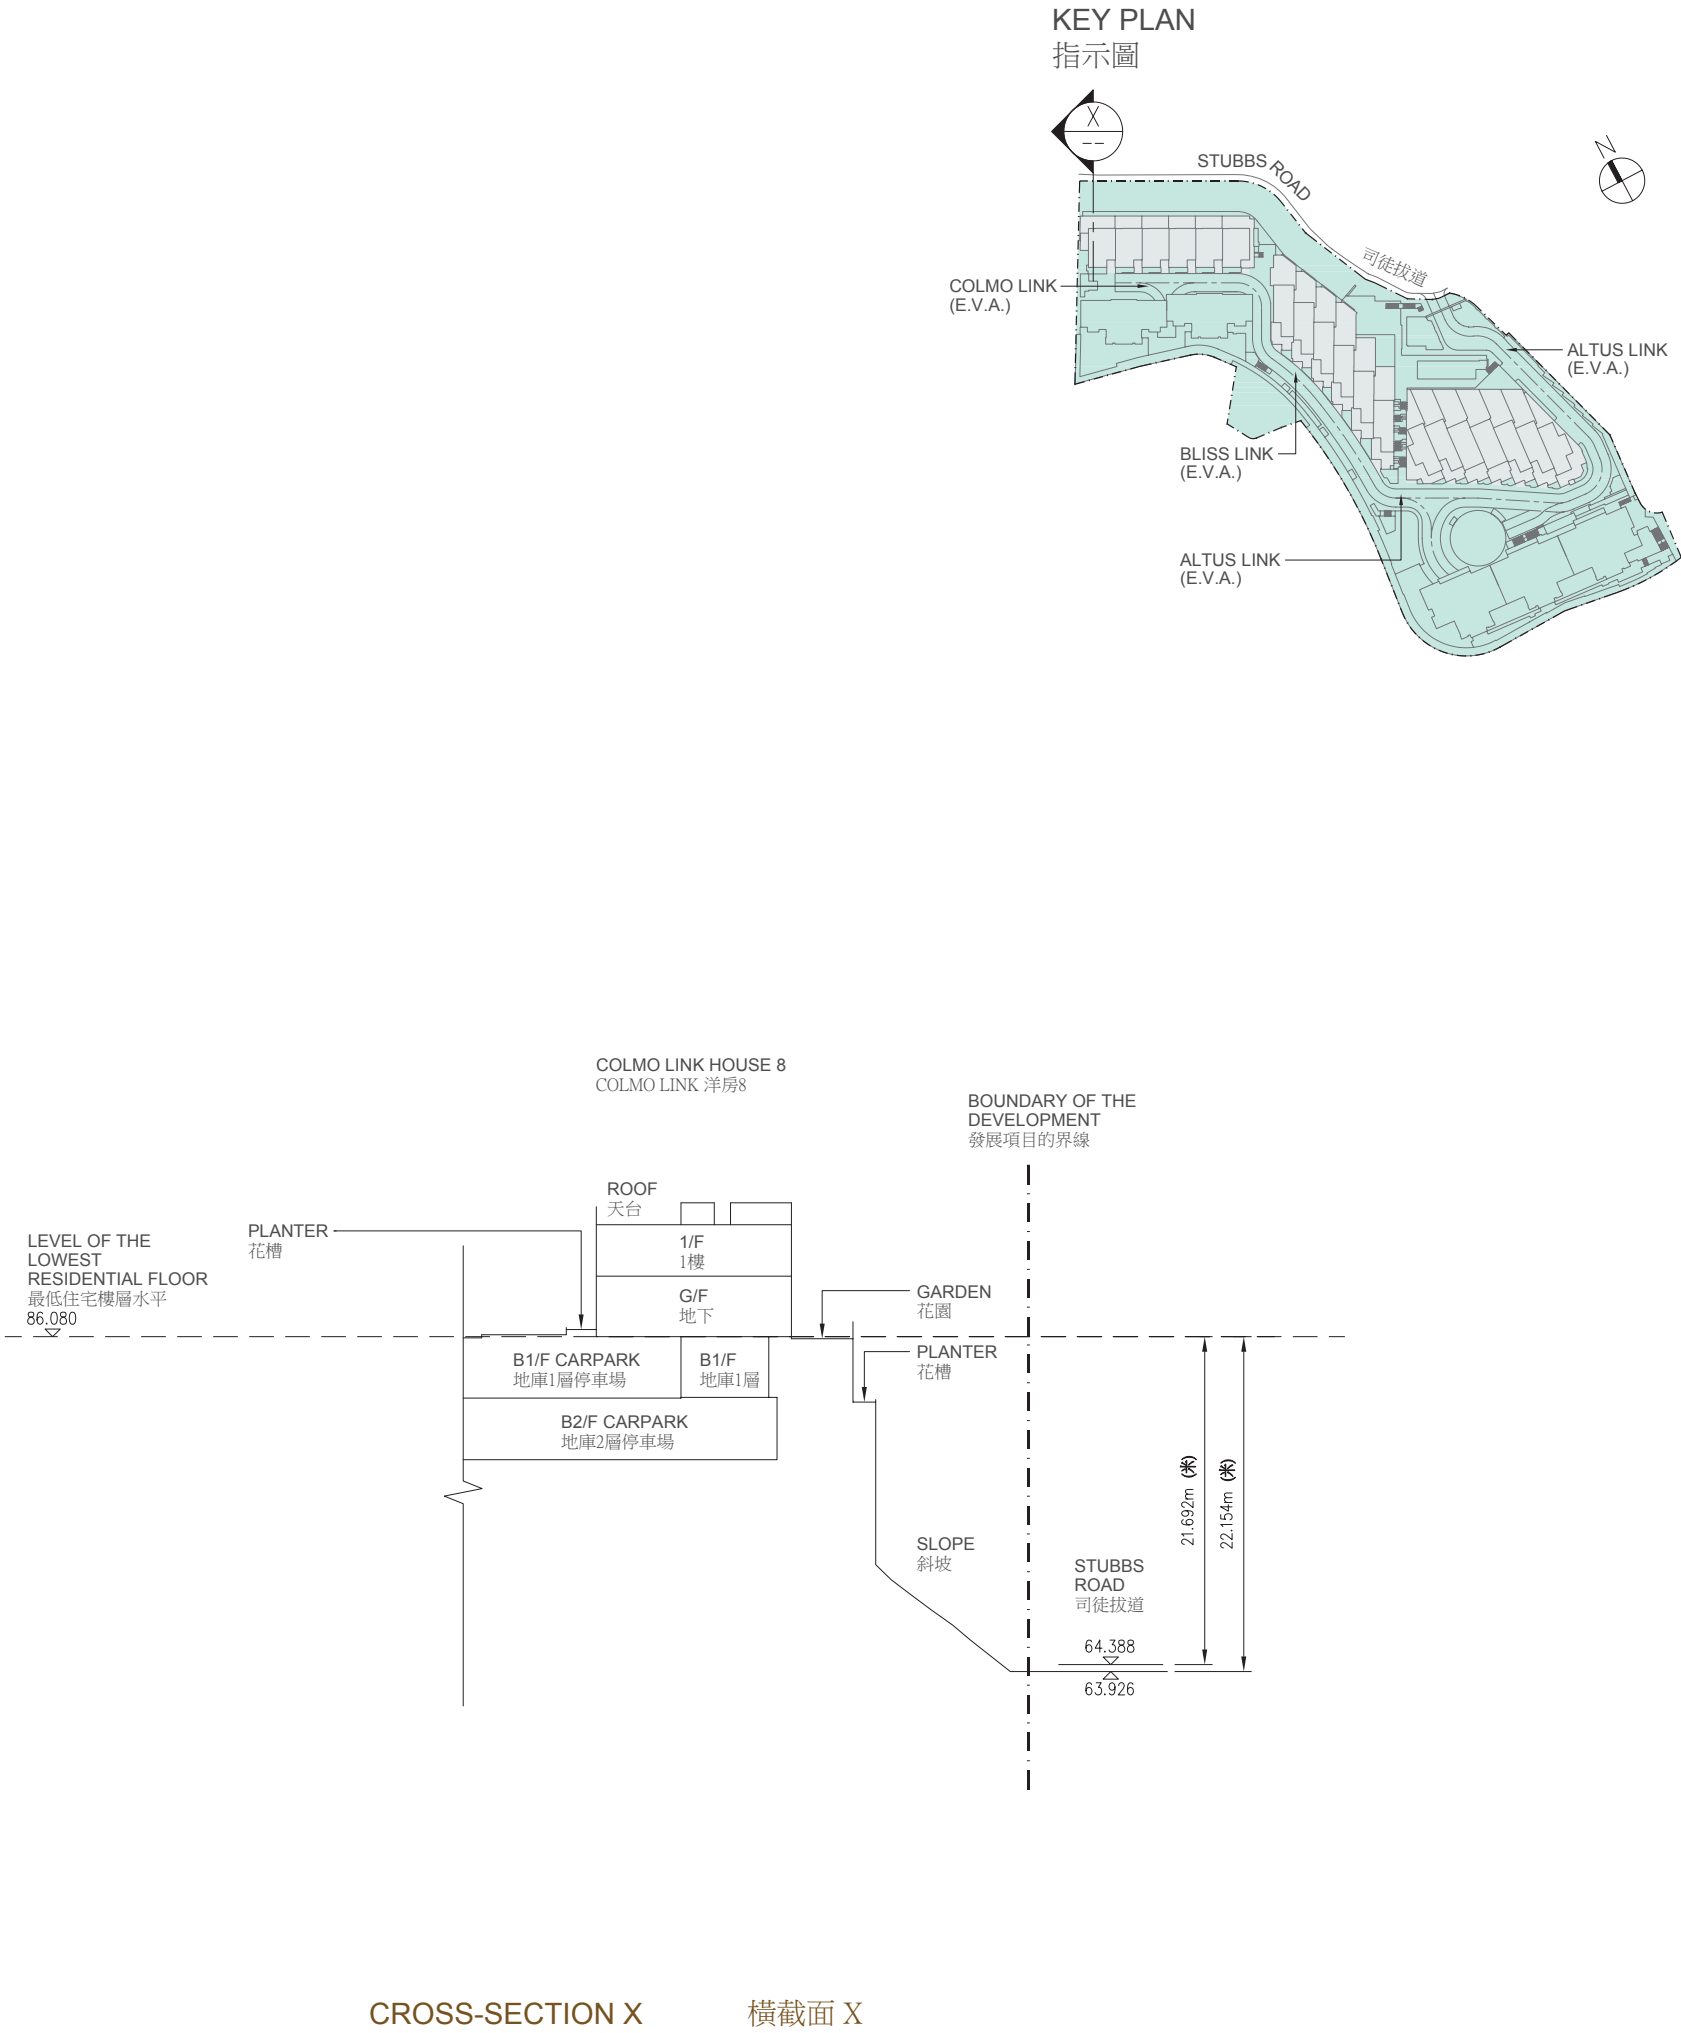 KEY PLAN
指示圖
X
--
N
STUBBS ROAD
司徒拔道
COLMO LINK
(E.V.A.)
ALTUS LINK
(E.V.A.)
BLISS LINK
(E.V.A.)
ALTUS LINK
(E.V.A.)
COLMO LINK HOUSE 8
COLMO LINK 洋房8
BOUNDARY OF THE
DEVELOPMENT
發展項目的界線
ROOF
天台
PLANTER
花槽
LEVEL OF THE
LOWEST
RESIDENTIAL FLOOR
最低住宅樓層水平
86.080
1/F
1樓
G/F
地下
GARDEN
花園
PLANTER
花槽
B1/F CARPARK
地庫1層停車場
B1/F
地庫1層
B2/F CARPARK
地庫2層停車場
21.692m (米)
22.154m (米)
SLOPE
斜坡
STUBBS
ROAD
司徒拔道
64.388
63.926
CROSS-SECTION X
橫截面 X